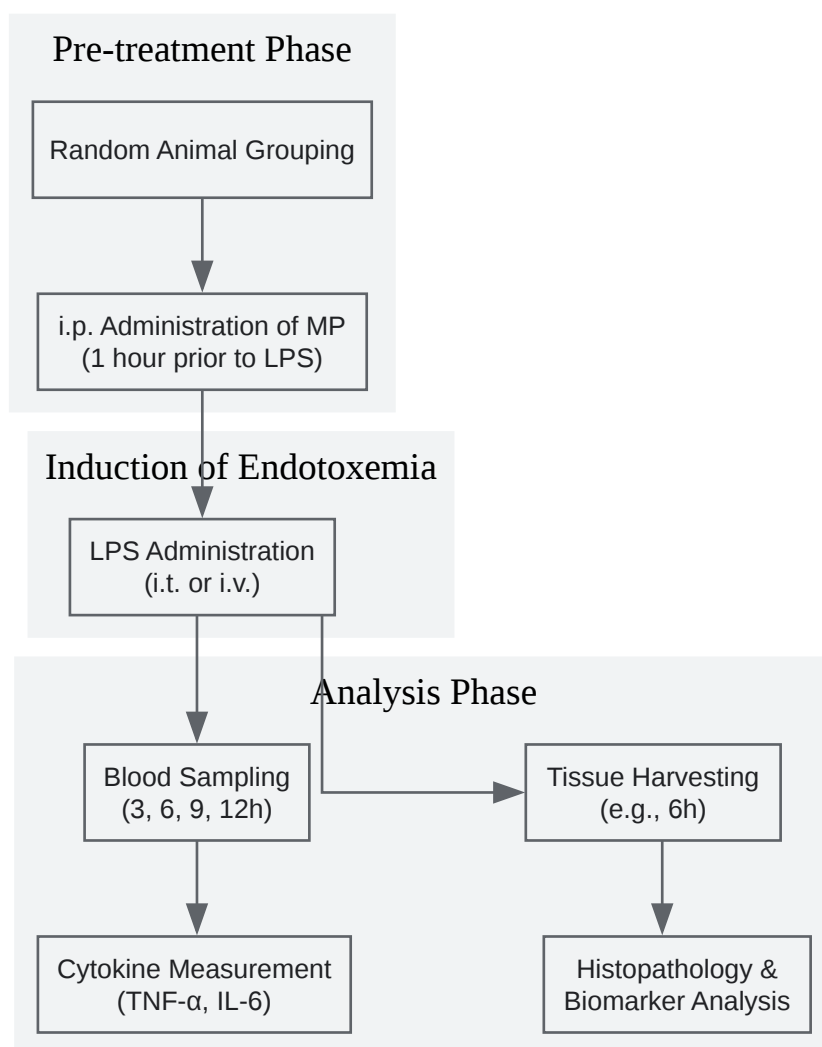 Pre-treatment Phase
Random Animal Grouping
i.p. Administration of MP
(1 hour prior to LPS)
Induction of Endotoxemia
LPS Administration
(i.t. or i.v.)
Analysis Phase
Blood Sampling
(3, 6, 9, 12h)
Tissue Harvesting
(e.g., 6h)
Cytokine Measurement
(TNF-α, IL-6)
Histopathology &
Biomarker Analysis